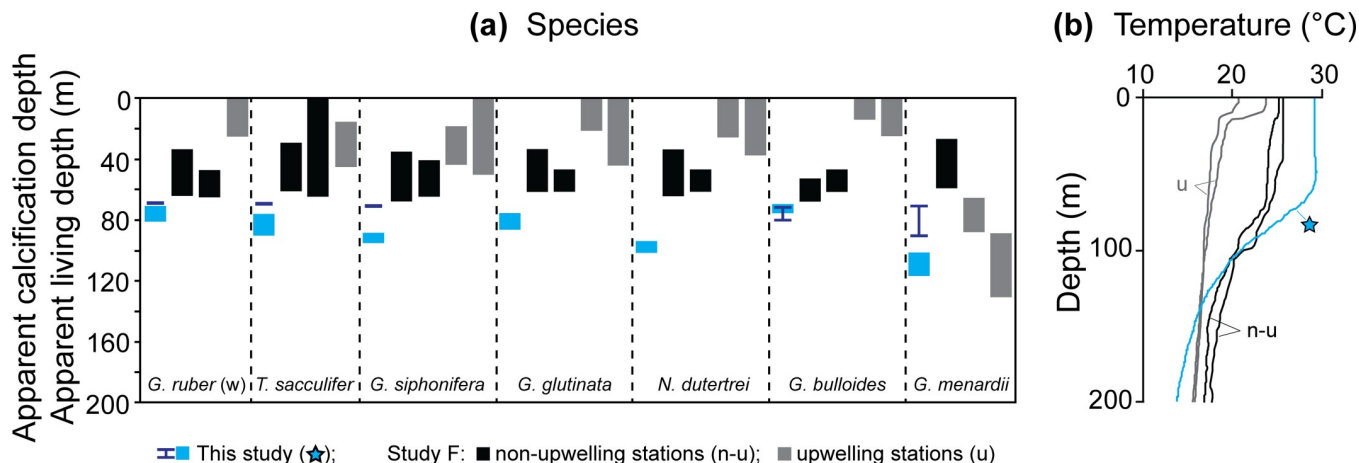 (a) Species
(b) Temperature (°C)
Apparent calcification depth
Apparent living depth (m)
0
40
80
120
160
200
G. ruber (w)
T. sacculifer
G. siphonifera
G. glutinata
N. dutertrei
G. bulloides
G. menardii
This study ( ); Study F: non-upwelling stations (n-u); upwelling stations (u)
10 20 30
Depth (m)
0
100
200
u
n-u